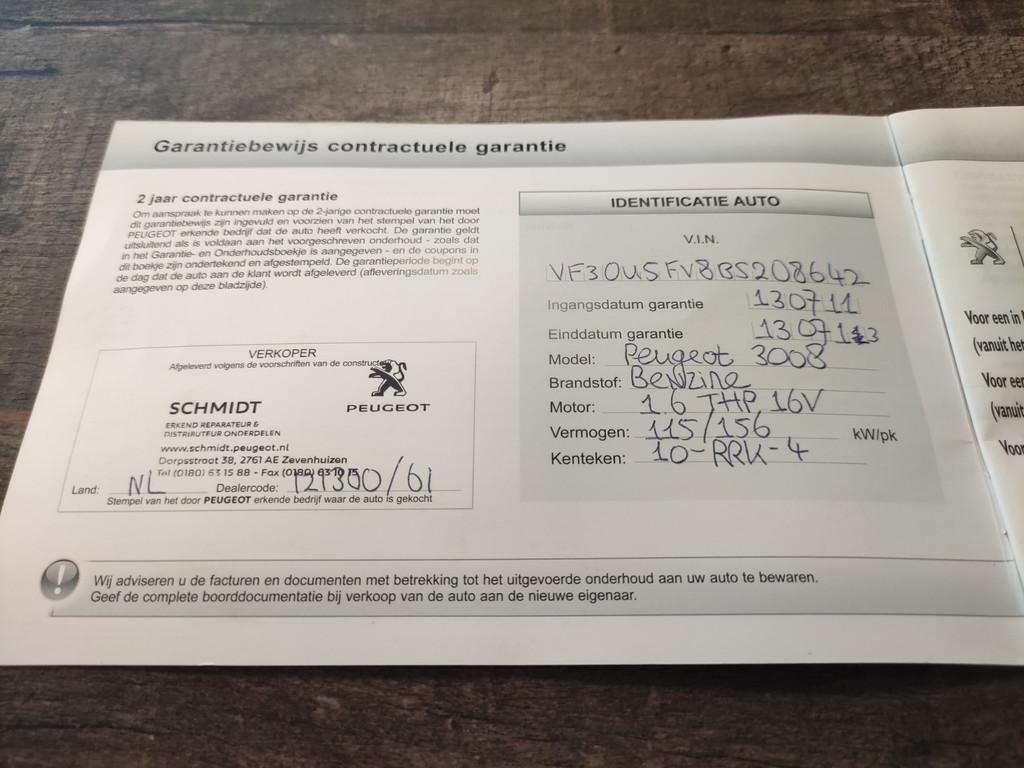 Garantiebewijs contractuele garantie
2 jaar contractuele garantie
Om aanspraak te kunnen maken op de 2-jarige contractuele garantie moet
dit garantiebewijs zijn ingevuld en voorzien van het stempel van het door
PEUGEOT erkende bedrijf dat de auto heeft verkocht. De garantie geldt
uitsluitend als is voldaan aan het voorgeschreven onderhoud - zoals dat
in het Garantie- en Onderhoudsboekje is aangegeven - en de coupons in
dit boekje zijn ondertekend en afgestempeld. De garantieperiode begint op
de dag dat de auto aan de klant wordt afgeleverd (afleveringsdatum zoals
aangegeven op deze bladzijde).
VERKOPER
Afgeleverd volgens de voorschriften van de constructeur
SCHMIDT
PEUGEOT
ERKEND REPARATEUR &
DISTRIBUTEUR ONDERDELEN
www.schmidt.peugeot.nl
Dorpsstraat 38, 2761 AE Zevenhuizen
Tel (0180) 63 15 88 - Fax (0180) 63 10 15
Land: NL Dealercode: 121360/61
Stempel van het door PEUGEOT erkende bedrijf waar de auto is gekocht
IDENTIFICATIE AUTO
V.I.N.
VF30U5FV8BS208642
Ingangsdatum garantie 130711
Einddatum garantie 130713
Model: Peugeot 3008
Brandstof: Benzine
Motor: 1.6 THP 16V
Vermogen: 115/156 kW/pk
Kenteken: 10-RRK-4
Wij adviseren u de facturen en documenten met betrekking tot het uitgevoerde onderhoud aan uw auto te bewaren.
Geef de complete boorddocumentatie bij verkoop van de auto aan de nieuwe eigenaar.
Voor een in
(vanuit het
Voor een
(vanuit
Voor